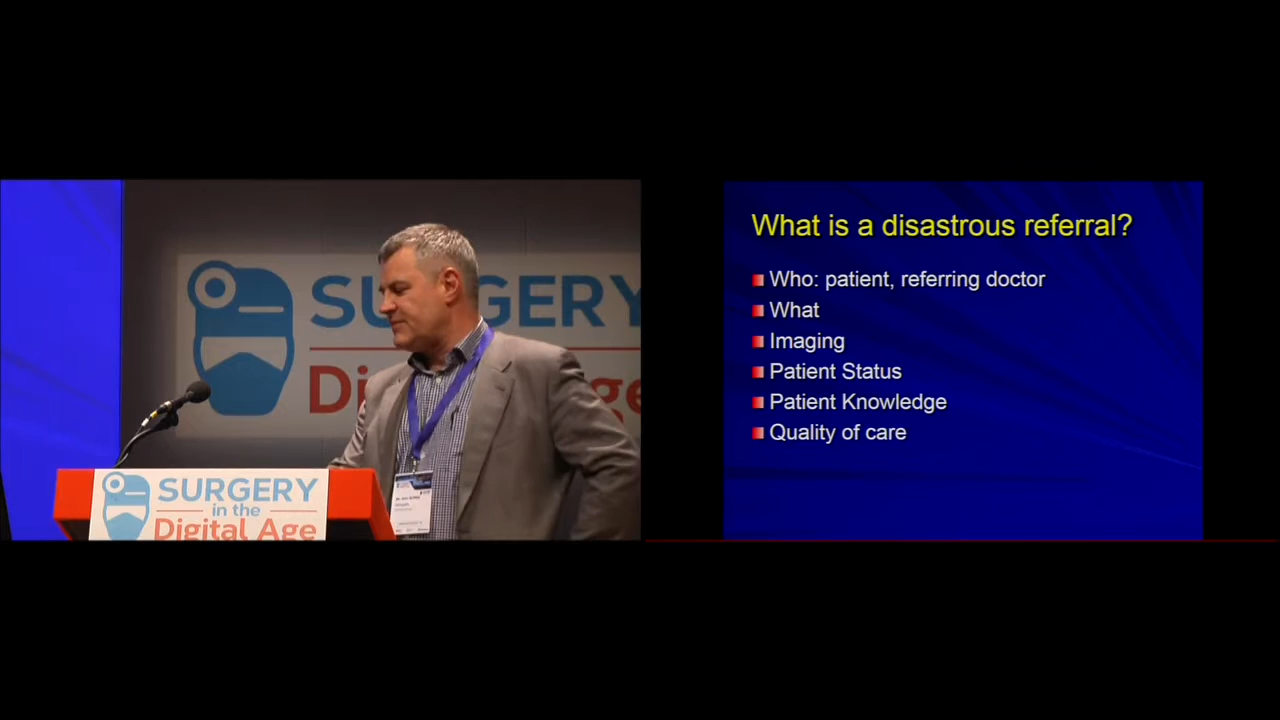 SURGERY
Di
ge
SURGERY
in the
Digital Age
What is a disastrous referral?
Who: patient, referring doctor
What
Imaging
Patient Status
Patient Knowledge
Quality of care